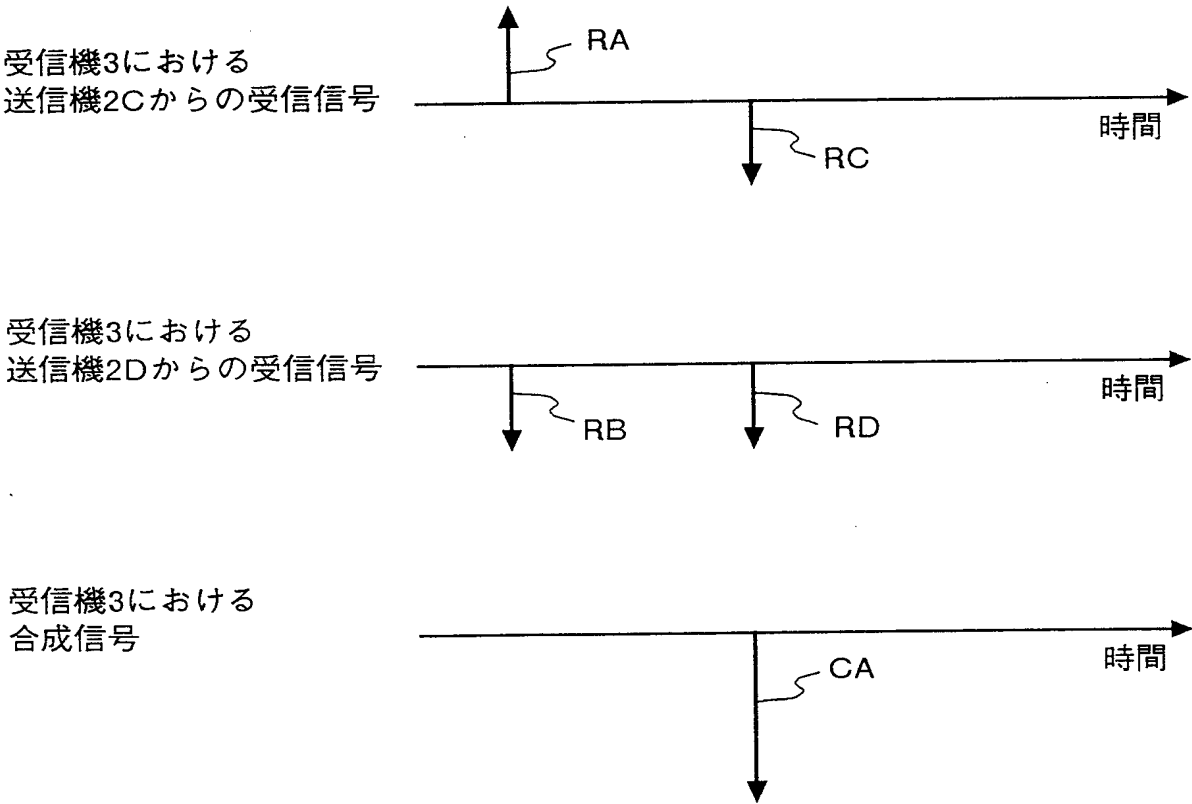 受信機3における
送信機2Cからの受信信号
RA
RC
時間
受信機3における
送信機2Dからの受信信号
RB
RD
時間
受信機3における
合成信号
CA
時間